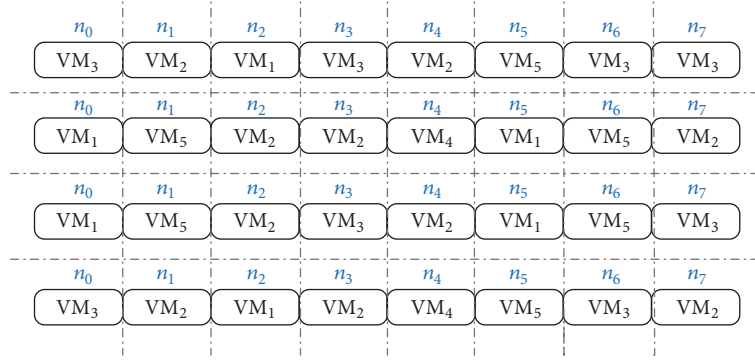 n₀ n₁ n₂ n₃ n₄ n₅ n₆ n₇
VM₃ VM₂ VM₁ VM₃ VM₂ VM₅ VM₃ VM₃
n₀ n₁ n₂ n₃ n₄ n₅ n₆ n₇
VM₁ VM₅ VM₂ VM₂ VM₄ VM₁ VM₅ VM₂
n₀ n₁ n₂ n₃ n₄ n₅ n₆ n₇
VM₁ VM₅ VM₂ VM₃ VM₂ VM₁ VM₅ VM₃
n₀ n₁ n₂ n₃ n₄ n₅ n₆ n₇
VM₃ VM₂ VM₁ VM₂ VM₄ VM₅ VM₃ VM₂